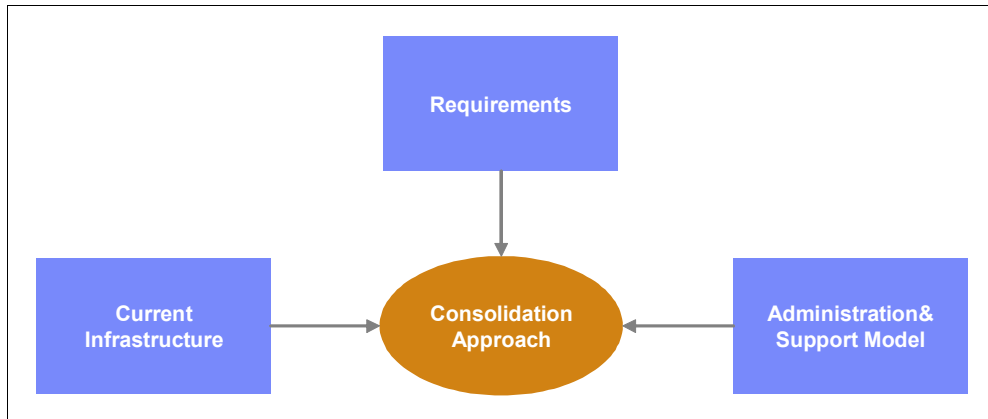 Requirements
Current
Infrastructure
Consolidation
Approach
Administration&
Support Model